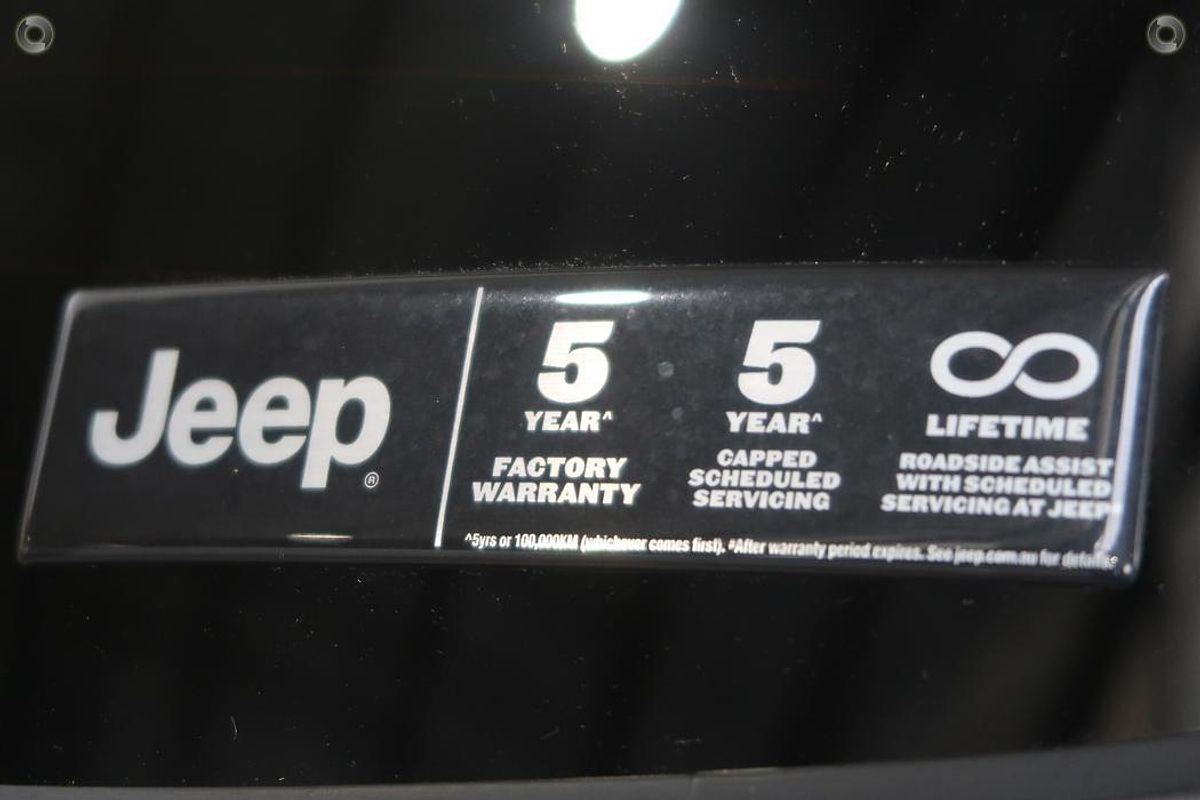 Jeep
®
5
YEAR^
FACTORY
WARRANTY
5
YEAR^
CAPPED
SCHEDULED
SERVICING
LIFETIME
ROADSIDE ASSIST
WITH SCHEDULED
SERVICING AT JEEP#
^5yrs or 100,000KM (whichever comes first). #After warranty period expires. See jeep.com.au for details.